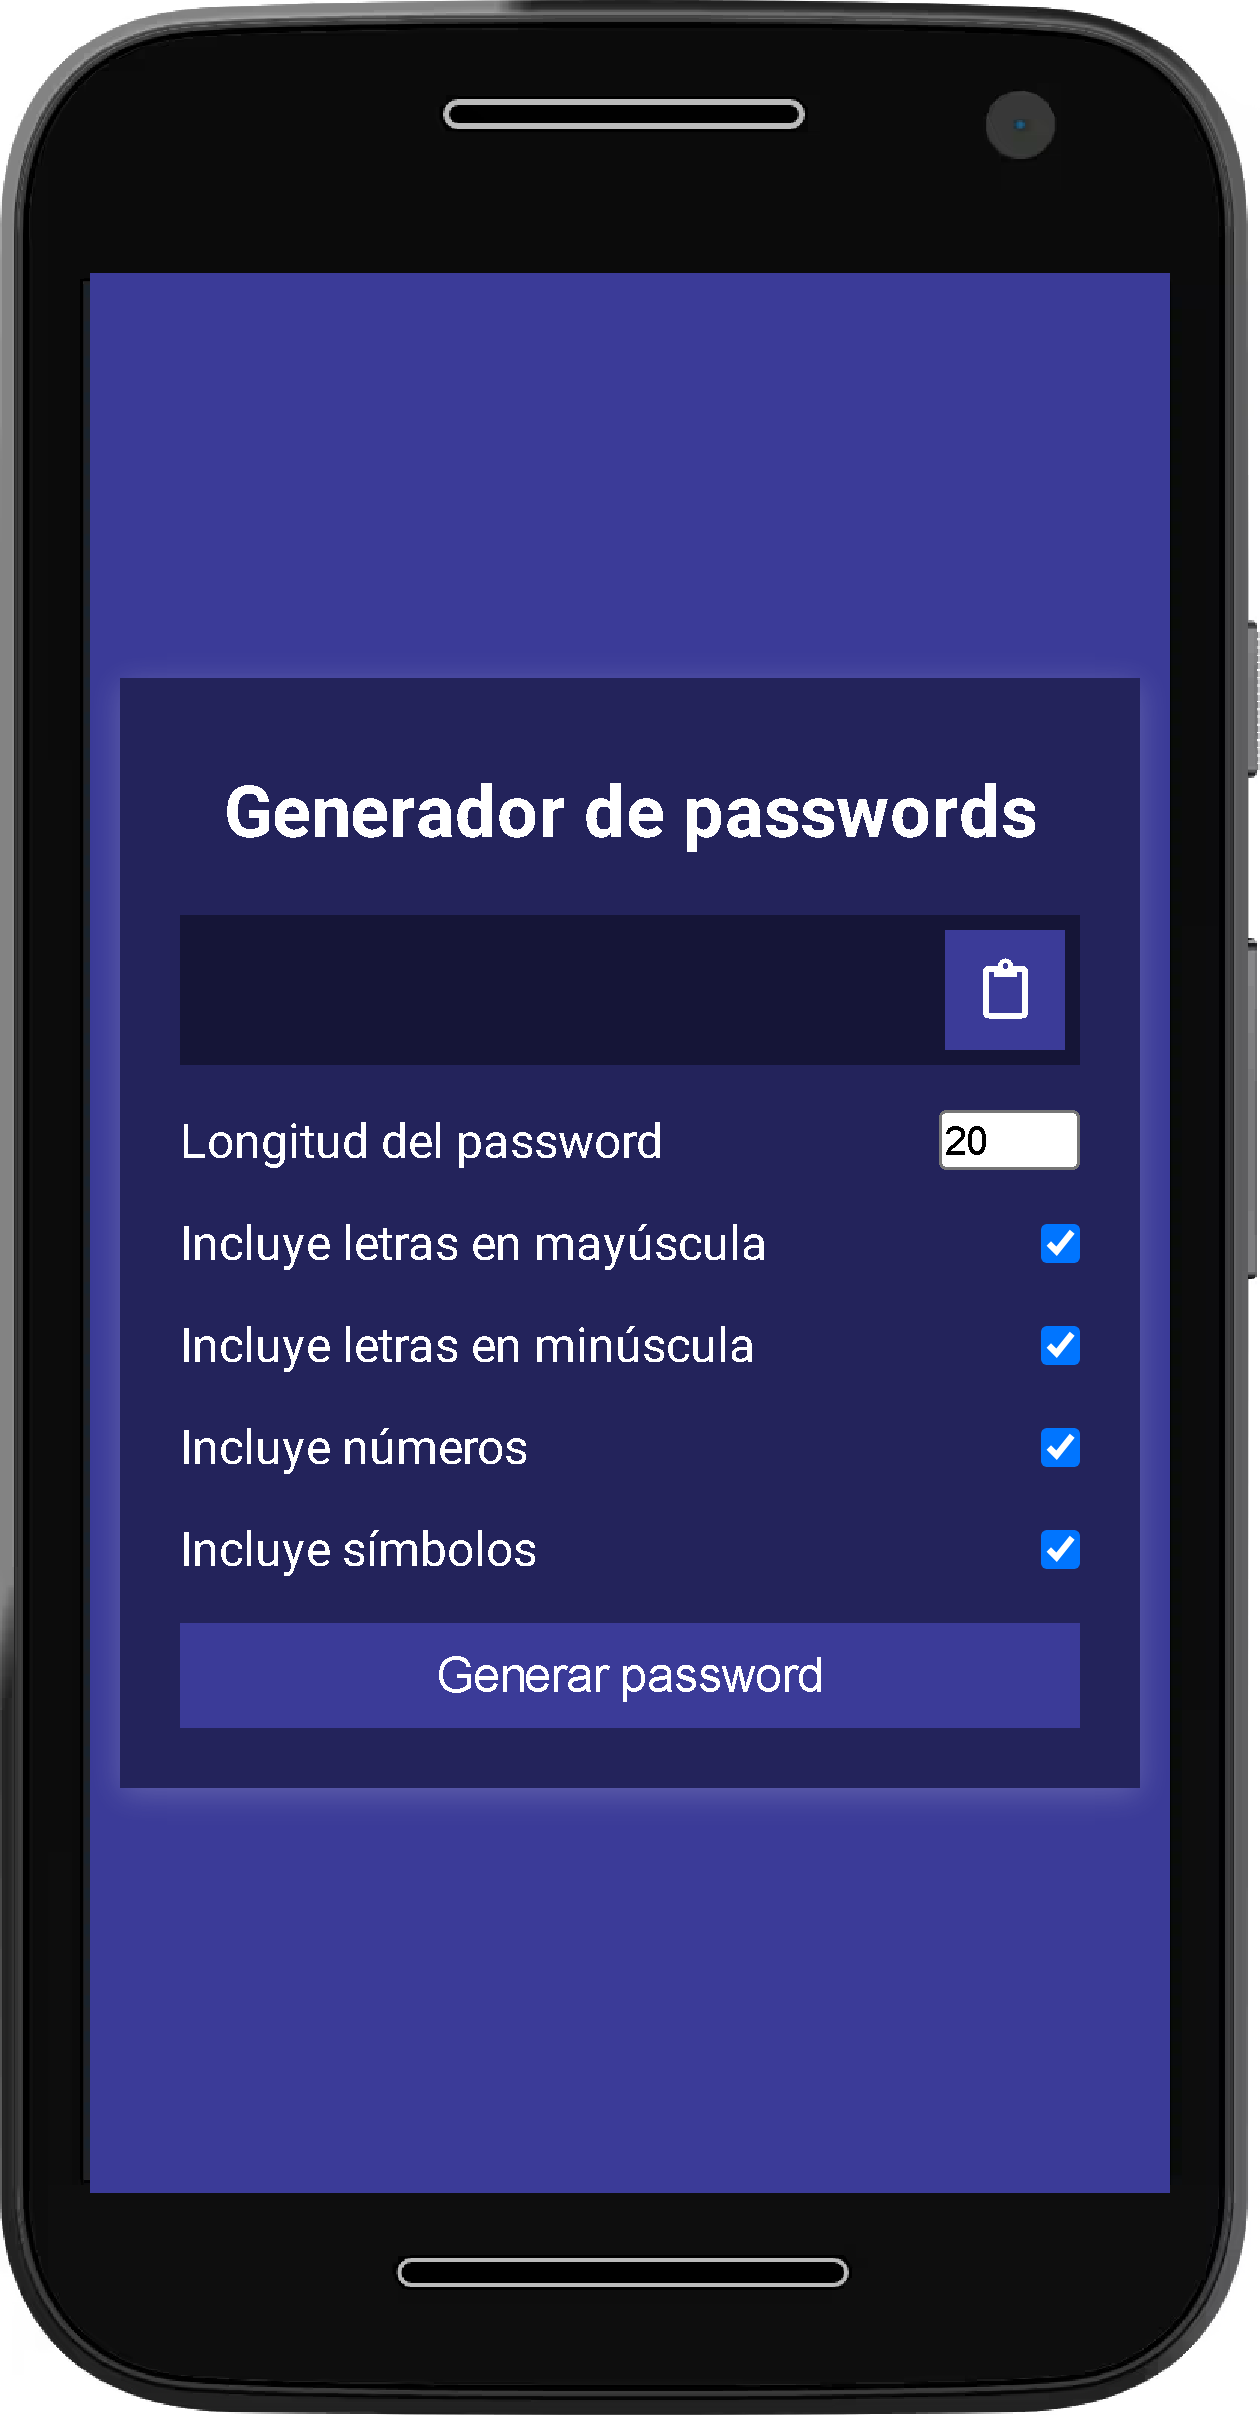 Generador de passwords
Longitud del password 20
Incluye letras en mayúscula
Incluye letras en minúscula
Incluye números
Incluye símbolos
Generar password